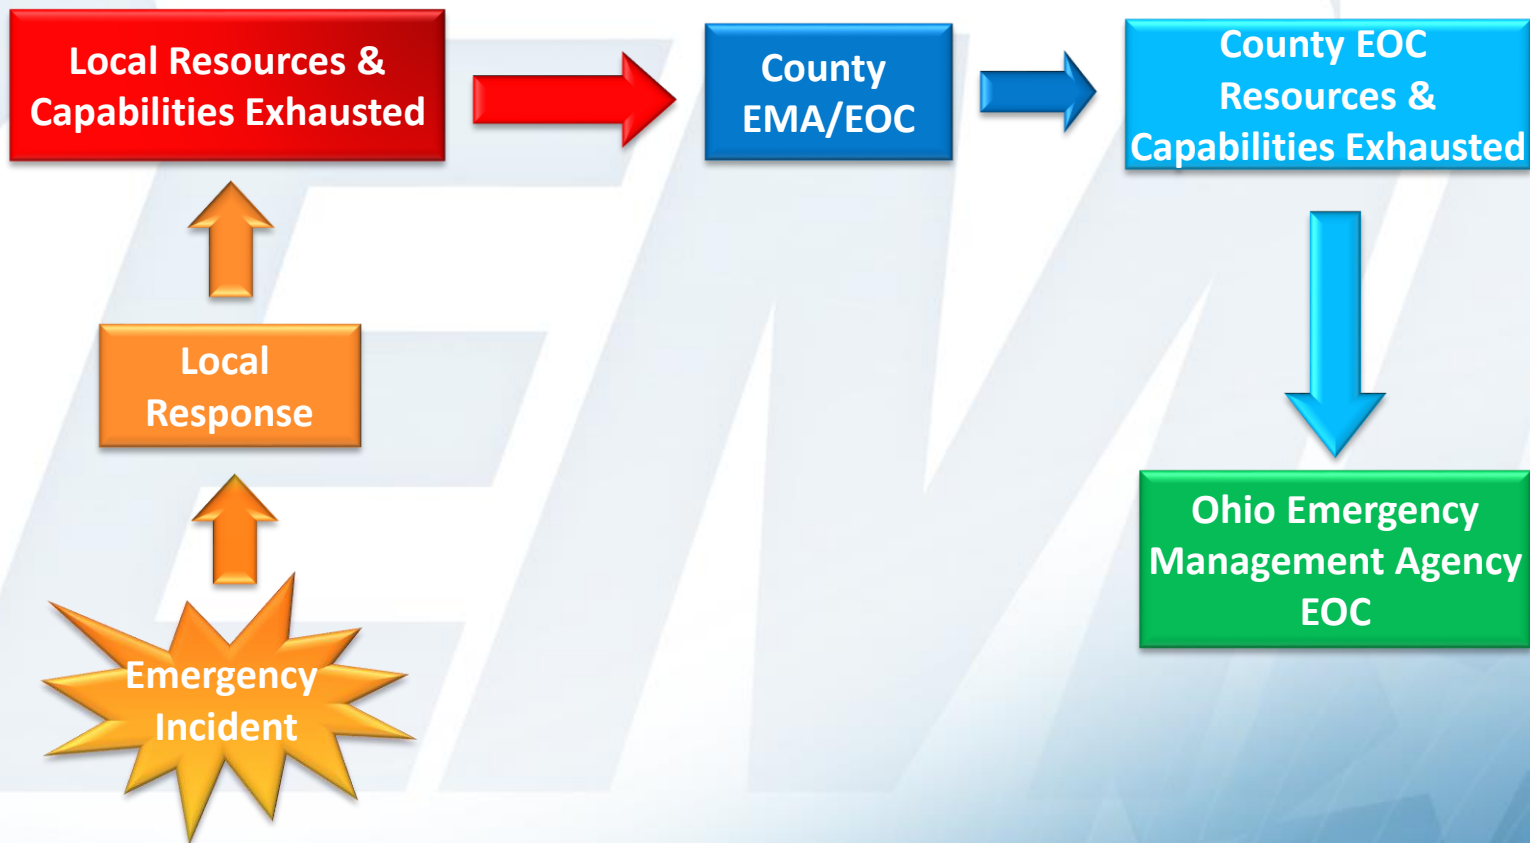 Local Resources &
Capabilities Exhausted
County
EMA/EOC
County EOC
Resources &
Capabilities Exhausted
Local
Response
Ohio Emergency
Management Agency
EOC
Emergency
Incident
EMA